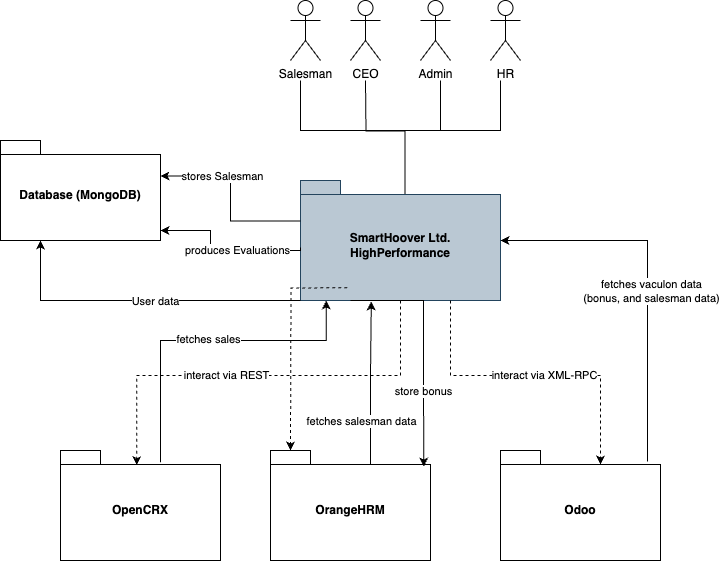 Salesman
CEO
Admin
HR
Database (MongoDB)
stores Salesman
SmartHoover Ltd.
HighPerformance
produces Evaluations
fetches vaculon data
(bonus, and salesman data)
User data
fetches sales
interact via REST
interact via XML-RPC
store bonus
fetches salesman data
OpenCRX
OrangeHRM
Odoo